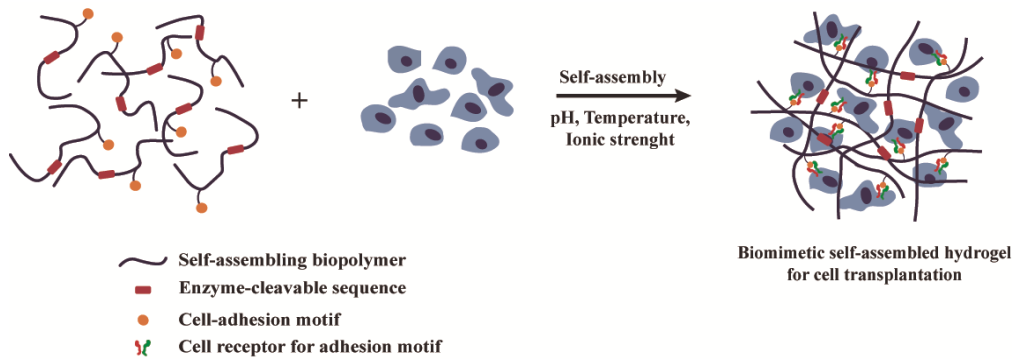 +
Self-assembly
pH, Temperature,
Ionic strenght
Self-assembling biopolymer
Enzyme-cleavable sequence
Cell-adhesion motif
Cell receptor for adhesion motif
Biomimetic self-assembled hydrogel
for cell transplantation